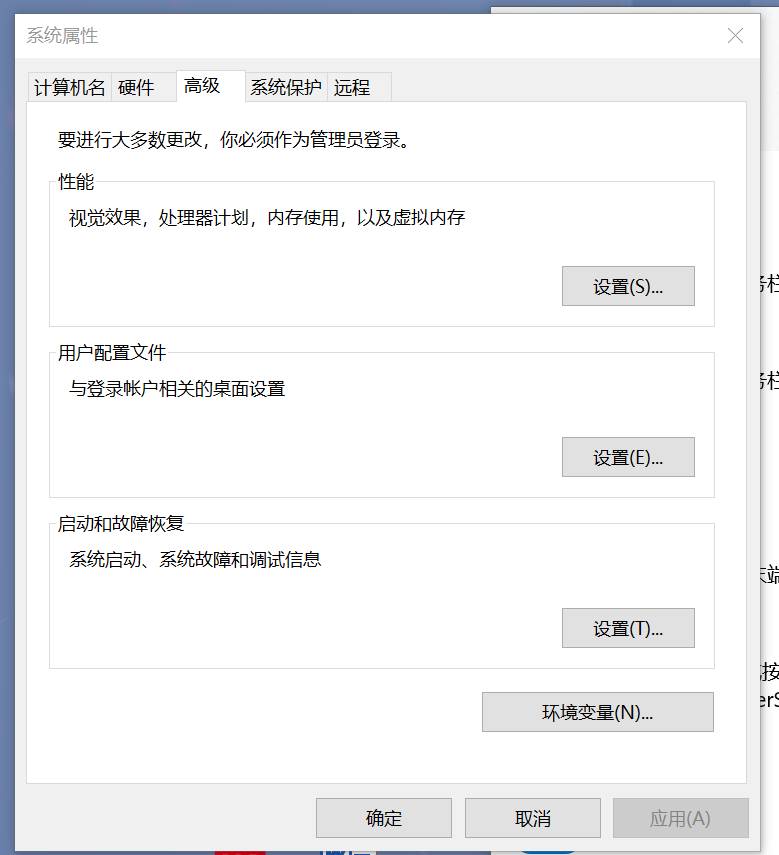 系统属性
计算机名 硬件 高级 系统保护 远程
要进行大多数更改，你必须作为管理员登录。
性能
视觉效果，处理器计划，内存使用，以及虚拟内存
设置(S)...
用户配置文件
与登录帐户相关的桌面设置
设置(E)...
启动和故障恢复
系统启动、系统故障和调试信息
设置(T)...
环境变量(N)...
确定 取消 应用(A)